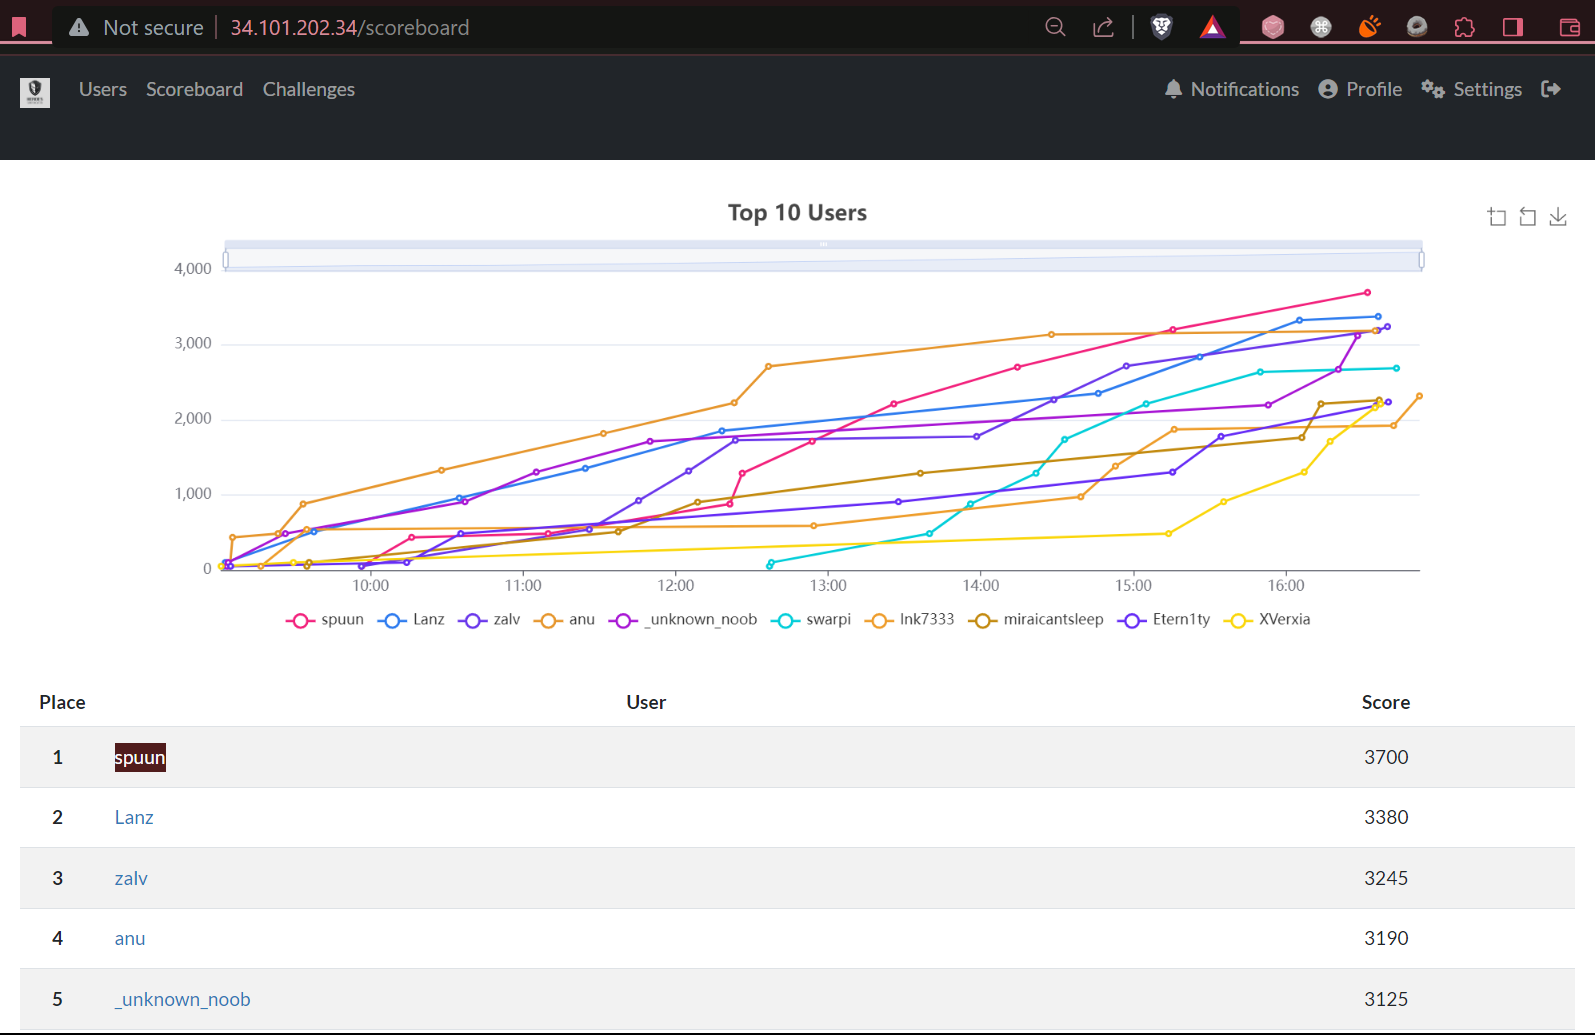 Not secure 34.101.202.34/scoreboard
Users Scoreboard Challenges Notifications Profile Settings
Top 10 Users
4,000
3,000
2,000
1,000
0
10:00 11:00 12:00 13:00 14:00 15:00 16:00
spuun Lanz zalv anu _unknown_noob swarpi lnk7333 miraicantsleep Etern1ty XVerxia
Place User Score
1 spuun 3700
2 Lanz 3380
3 zalv 3245
4 anu 3190
5 _unknown_noob 3125